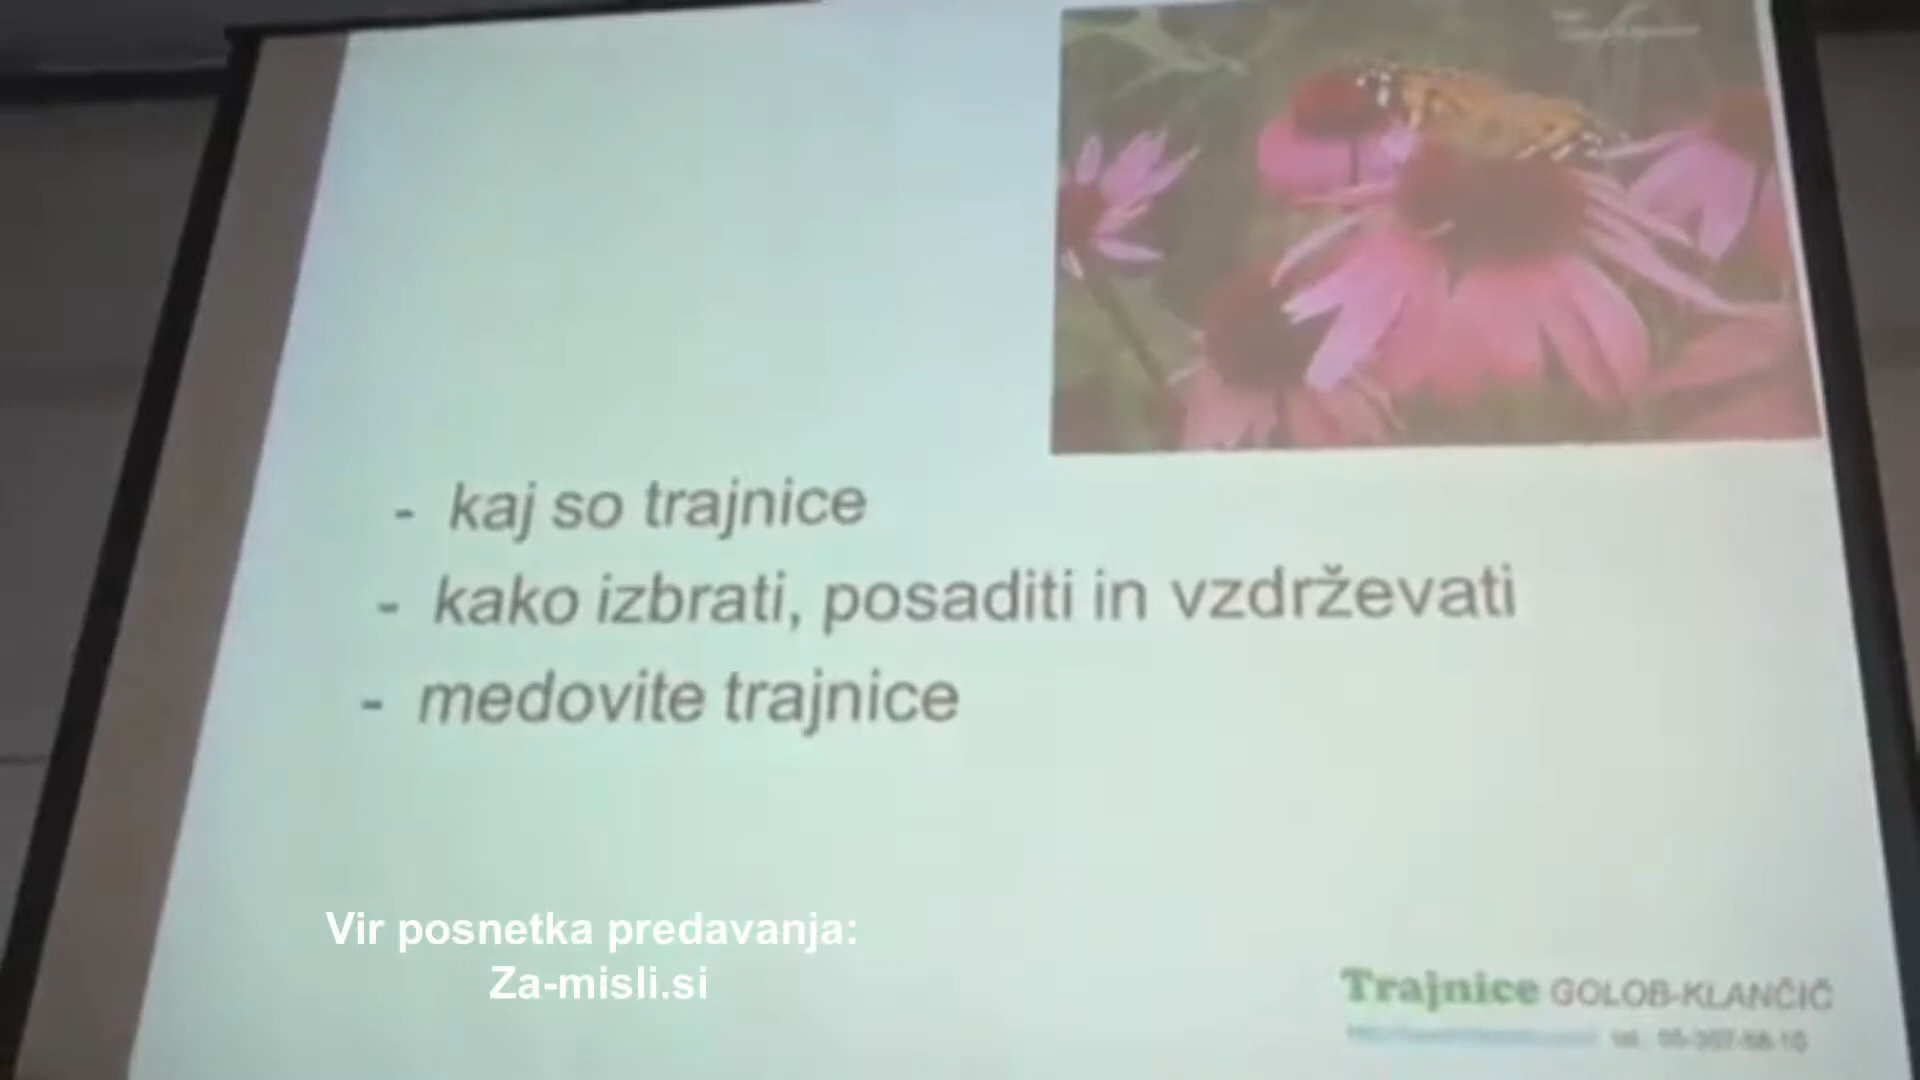 - kaj so trajnice
- kako izbrati, posaditi in vzdrževati
- medovite trajnice
Vir posnetka predavanja:
Za-misli.si
Trajnice GOLOB-KLANČIČ
tel.